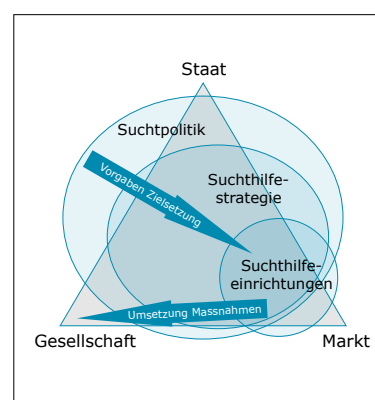 Staat
Suchtpolitik
Vorgaben Zielsetzung
Suchthilfe-
strategie
Suchthilfe-
einrichtungen
Umsetzung Massnahmen
Gesellschaft
Markt